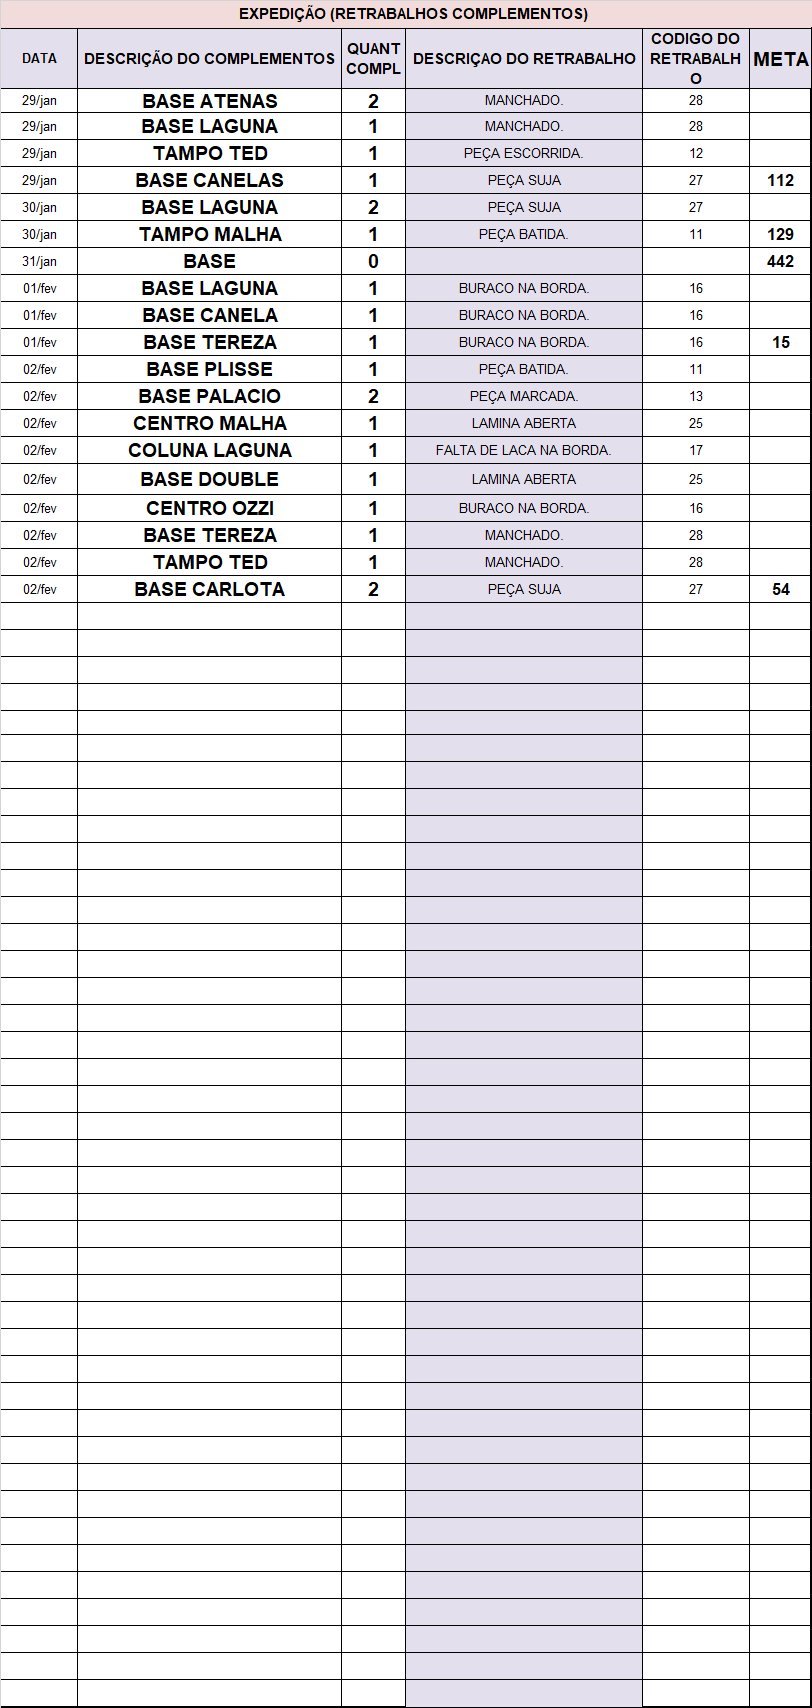 EXPEDIÇÃO (RETRABALHOS COMPLEMENTOS)
DATA DESCRIÇÃO DO COMPLEMENTOS QUANT COMPL DESCRIÇAO DO RETRABALHO CODIGO DO RETRABALHO META
29/jan BASE ATENAS 2 MANCHADO. 28
29/jan BASE LAGUNA 1 MANCHADO. 28
29/jan TAMPO TED 1 PEÇA ESCORRIDA. 12
29/jan BASE CANELAS 1 PEÇA SUJA 27 112
30/jan BASE LAGUNA 2 PEÇA SUJA 27
30/jan TAMPO MALHA 1 PEÇA BATIDA. 11 129
31/jan BASE 0 442
01/fev BASE LAGUNA 1 BURACO NA BORDA. 16
01/fev BASE CANELA 1 BURACO NA BORDA. 16
01/fev BASE TEREZA 1 BURACO NA BORDA. 16 15
02/fev BASE PLISSE 1 PEÇA BATIDA. 11
02/fev BASE PALACIO 2 PEÇA MARCADA. 13
02/fev CENTRO MALHA 1 LAMINA ABERTA 25
02/fev COLUNA LAGUNA 1 FALTA DE LACA NA BORDA. 17
02/fev BASE DOUBLE 1 LAMINA ABERTA 25
02/fev CENTRO OZZI 1 BURACO NA BORDA. 16
02/fev BASE TEREZA 1 MANCHADO. 28
02/fev TAMPO TED 1 MANCHADO. 28
02/fev BASE CARLOTA 2 PEÇA SUJA 27 54